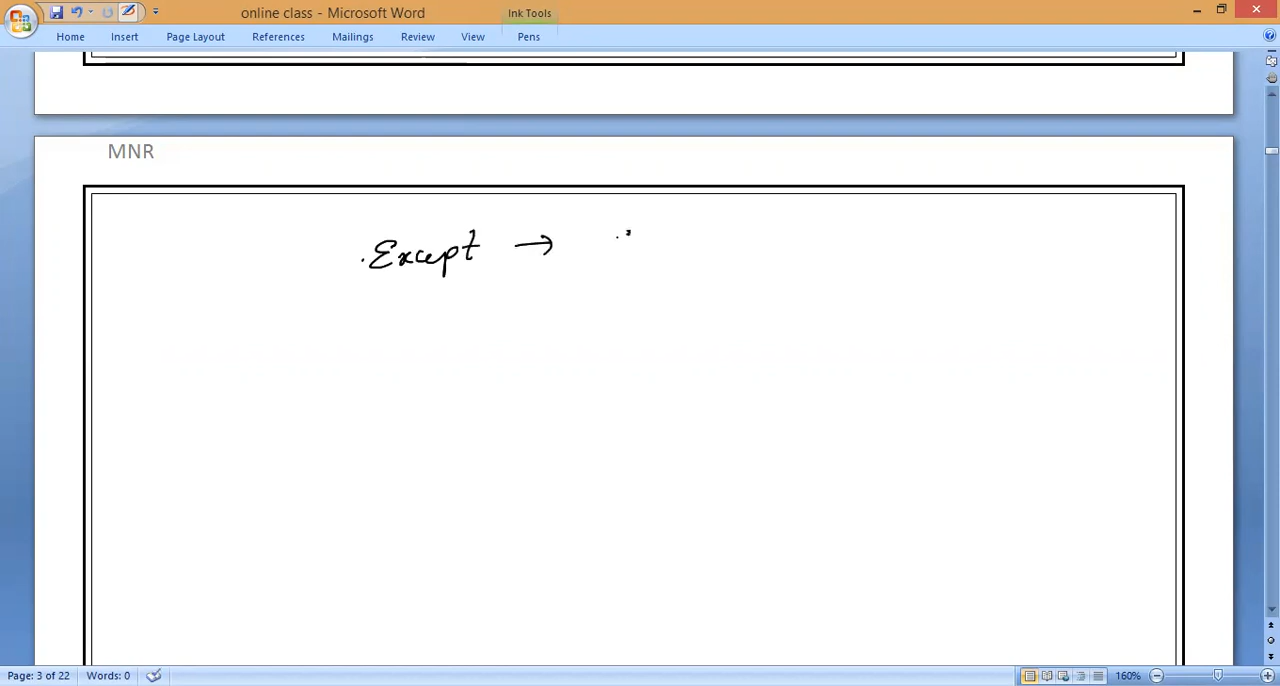 online class - Microsoft Word
Ink Tools
Home Insert Page Layout References Mailings Review View Pens
MNR
.Except →
Page: 3 of 22 Words: 0 160%